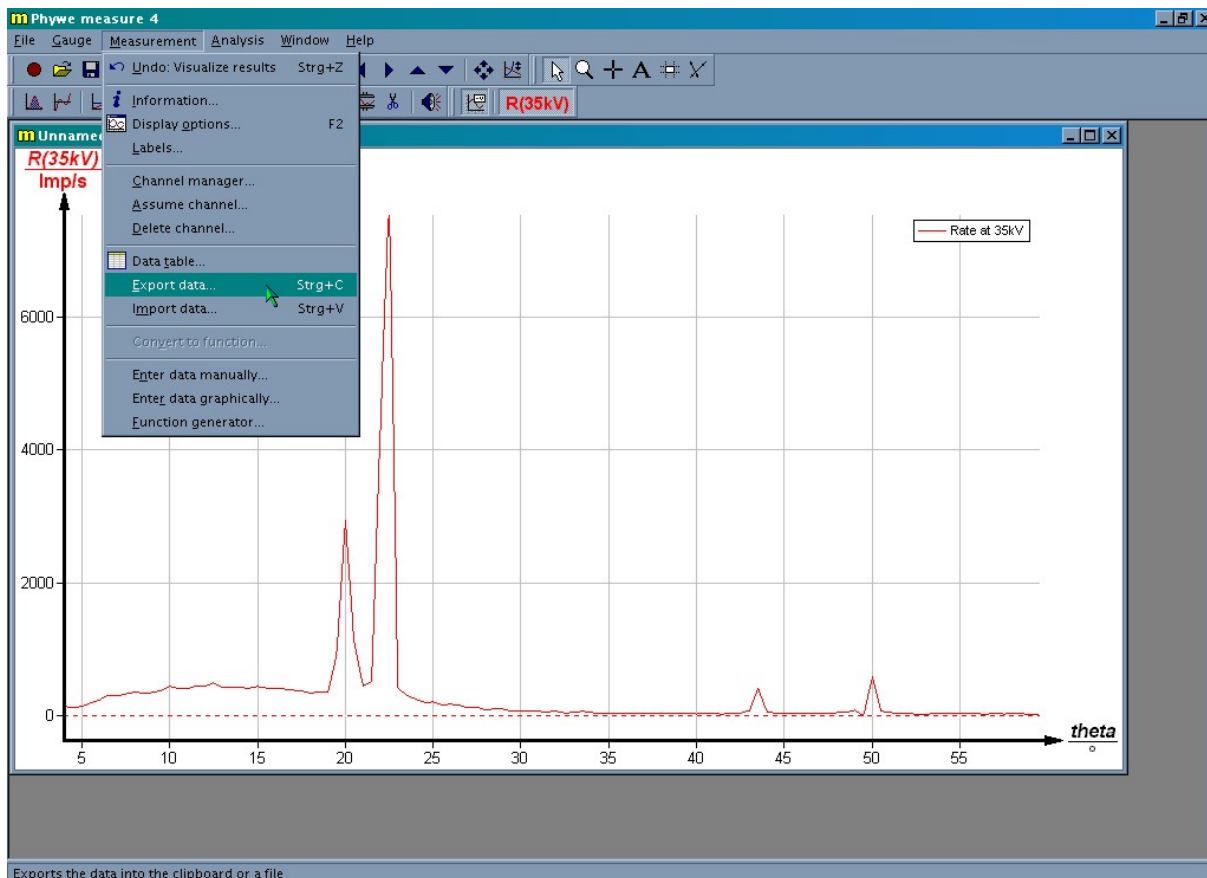 m Phywe measure 4
File Gauge Measurement Analysis Window Help
Undo: Visualize results Strg+Z
A
i Information...
R(35kV)
Display options... F2
Labels...
Channel manager...
Assume channel...
Delete channel...
Data table...
Export data... Strg+C
Import data... Strg+V
Convert to function...
Enter data manually...
Enter data graphically...
Function generator...
m Unnamed
R(35kV)
Imp/s
Rate at 35kV
6000
4000
2000
0
5 10 15 20 25 30 35 40 45 50 55
theta
°
Exports the data into the clipboard or a file